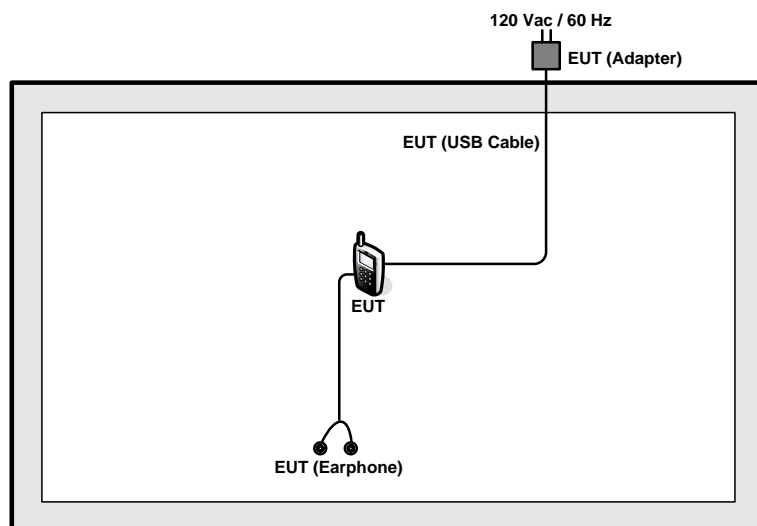 120 Vac / 60 Hz
EUT (Adapter)
EUT (USB Cable)
EUT
EUT (Earphone)